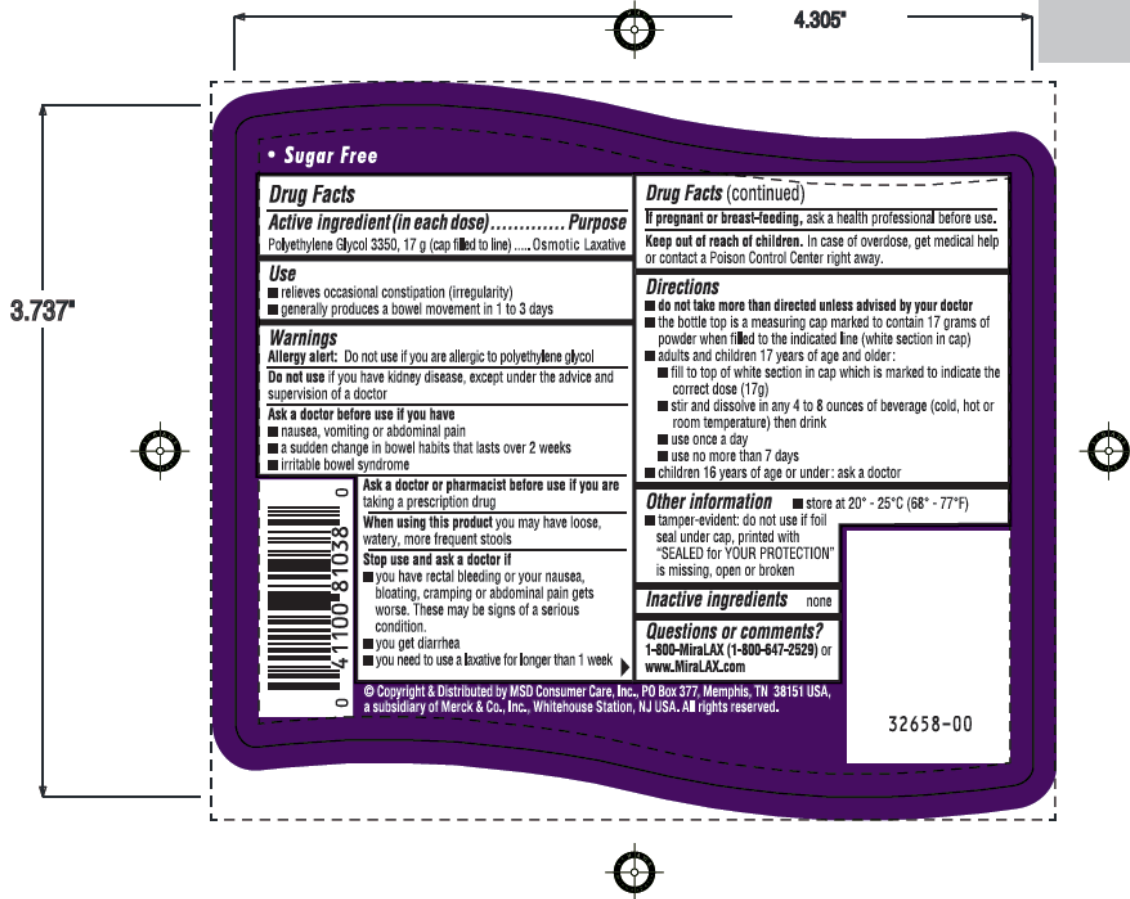 4.305"
3.737"
• Sugar Free
Drug Facts
Active ingredient (in each dose)............. Purpose
Polyethylene Glycol 3350, 17 g (cap filled to line) ..... Osmotic Laxative
Use
■ relieves occasional constipation (irregularity)
■ generally produces a bowel movement in 1 to 3 days
Warnings
Allergy alert: Do not use if you are allergic to polyethylene glycol
Do not use if you have kidney disease, except under the advice and
supervision of a doctor
Ask a doctor before use if you have
■ nausea, vomiting or abdominal pain
■ a sudden change in bowel habits that lasts over 2 weeks
■ irritable bowel syndrome
Ask a doctor or pharmacist before use if you are
taking a prescription drug
When using this product you may have loose,
watery, more frequent stools
Stop use and ask a doctor if
■ you have rectal bleeding or your nausea,
bloating, cramping or abdominal pain gets
worse. These may be signs of a serious
condition.
■ you get diarrhea
■ you need to use a laxative for longer than 1 week
0 41100 81038 0
Drug Facts (continued)
If pregnant or breast-feeding, ask a health professional before use.
Keep out of reach of children. In case of overdose, get medical help
or contact a Poison Control Center right away.
Directions
■ do not take more than directed unless advised by your doctor
■ the bottle top is a measuring cap marked to contain 17 grams of
powder when filled to the indicated line (white section in cap)
■ adults and children 17 years of age and older:
■ fill to top of white section in cap which is marked to indicate the
correct dose (17g)
■ stir and dissolve in any 4 to 8 ounces of beverage (cold, hot or
room temperature) then drink
■ use once a day
■ use no more than 7 days
■ children 16 years of age or under: ask a doctor
Other information ■ store at 20° - 25°C (68° - 77°F)
■ tamper-evident: do not use if foil
seal under cap, printed with
“SEALED for YOUR PROTECTION”
is missing, open or broken
Inactive ingredients none
Questions or comments?
1-800-MiraLAX (1-800-647-2529) or
www.MiraLAX.com
© Copyright & Distributed by MSD Consumer Care, Inc., PO Box 377, Memphis, TN 38151 USA,
a subsidiary of Merck & Co., Inc., Whitehouse Station, NJ USA. All rights reserved.
32658-00